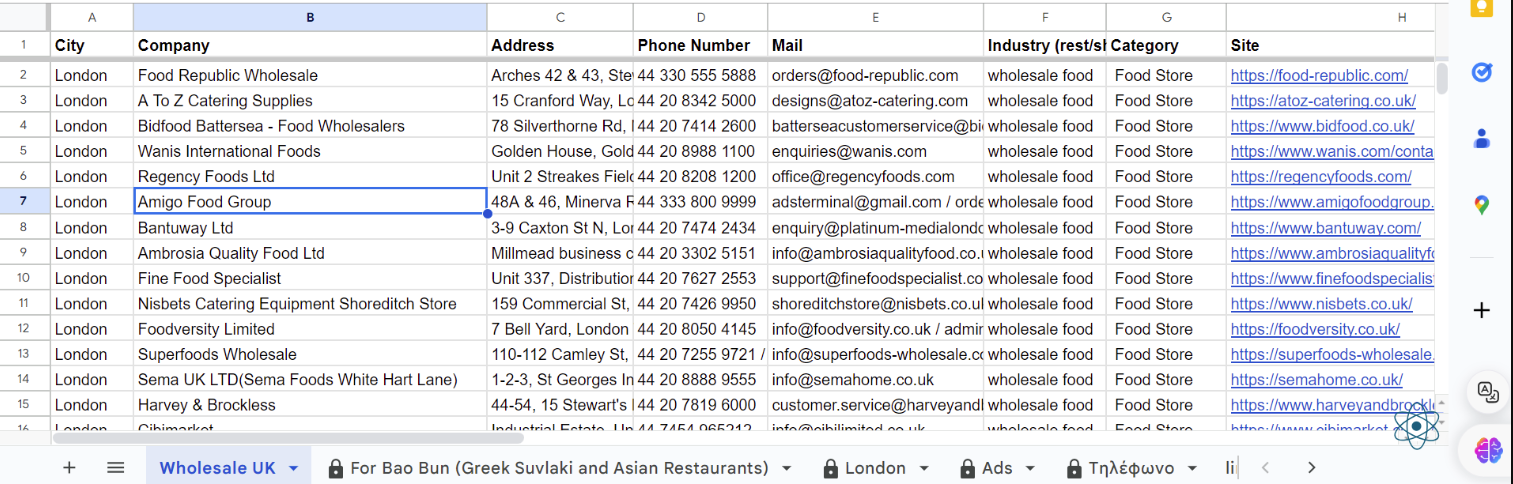 A B C D E F G H
1 City Company Address Phone Number Mail Industry (rest/sl Category Site
2 London Food Republic Wholesale Arches 42 & 43, Ste 44 330 555 5888 orders@food-republic.com wholesale food Food Store https://food-republic.com/
3 London A To Z Catering Supplies 15 Cranford Way, Lo 44 20 8342 5000 designs@atoz-catering.com wholesale food Food Store https://atoz-catering.co.uk/
4 London Bidfood Battersea - Food Wholesalers 78 Silverthorne Rd, 44 20 7414 2600 batterseacustomerservice@bi wholesale food Food Store https://www.bidfood.co.uk/
5 London Wanis International Foods Golden House, Gold 44 20 8988 1100 enquiries@wanis.com wholesale food Food Store https://www.wanis.com/conta
6 London Regency Foods Ltd Unit 2 Streakes Field 44 20 8208 1200 office@regencyfoods.com wholesale food Food Store https://regencyfoods.com/
7 London Amigo Food Group 48A & 46, Minerva R 44 333 800 9999 adsterminal@gmail.com / orde wholesale food Food Store https://www.amigofoodgroup.
8 London Bantuway Ltd 3-9 Caxton St N, Lon 44 20 7474 2434 enquiry@platinum-medialondo wholesale food Food Store https://www.bantuway.com/
9 London Ambrosia Quality Food Ltd Millmead business c 44 20 3302 5151 info@ambrosiaqualityfood.co.u wholesale food Food Store https://www.ambrosiaqualityfo
10 London Fine Food Specialist Unit 337, Distribution 44 20 7627 2553 support@finefoodspecialist.co wholesale food Food Store https://www.finefoodspecialist
11 London Nisbets Catering Equipment Shoreditch Store 159 Commercial St, 44 20 7426 9950 shoreditchstore@nisbets.co.uk wholesale food Food Store https://www.nisbets.co.uk/
12 London Foodversity Limited 7 Bell Yard, London 44 20 8050 4145 info@foodversity.co.uk / admin wholesale food Food Store https://foodversity.co.uk/
13 London Superfoods Wholesale 110-112 Camley St, 44 20 7255 9721 / info@superfoods-wholesale.co wholesale food Food Store https://superfoods-wholesale.
14 London Sema UK LTD(Sema Foods White Hart Lane) 1-2-3, St Georges In 44 20 8888 9555 info@semahome.co.uk wholesale food Food Store https://semahome.co.uk/
15 London Harvey & Brockless 44-54, 15 Stewart's 44 20 7819 6000 customer.service@harveyand wholesale food Food Store https://www.harveyandbrockl
16 London Cibimarket Industrial Estate, Un 44 7454 965212 info@cibilimited.co.uk wholesale food Food Store
Wholesale UK For Bao Bun (Greek Suvlaki and Asian Restaurants) London Ads Τηλέφωνο li